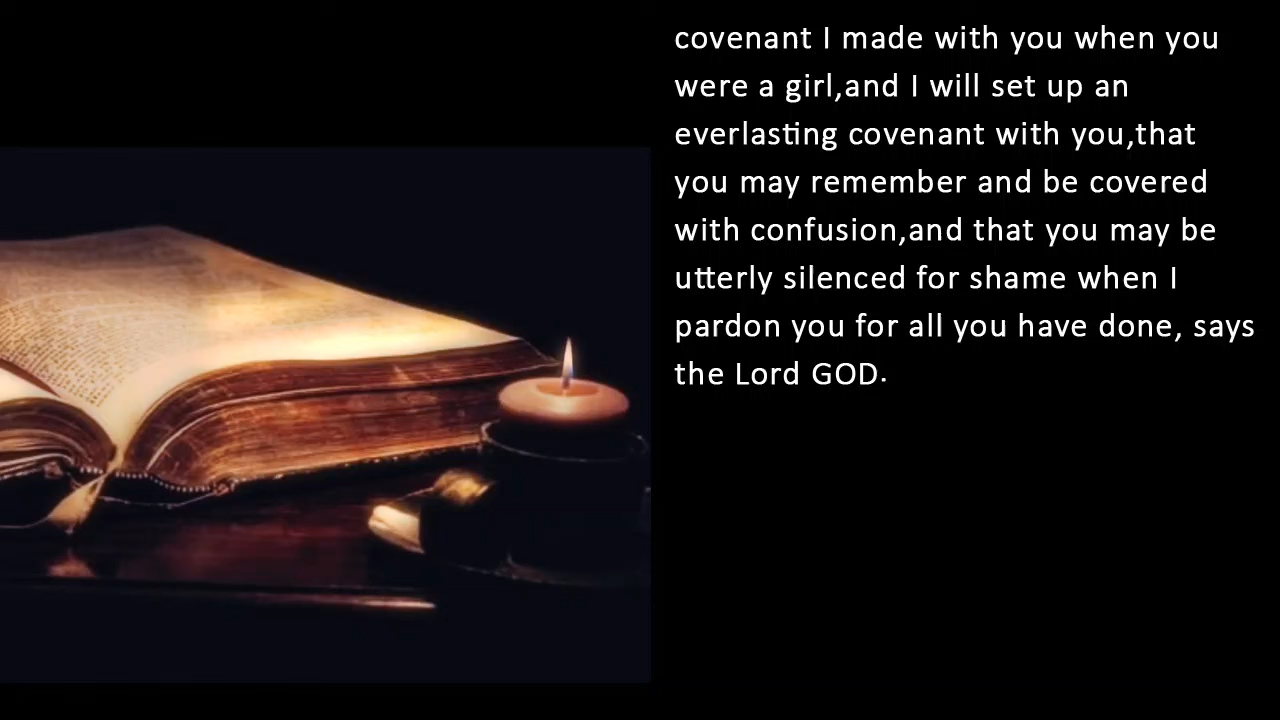 covenant I made with you when you
were a girl,and I will set up an
everlasting covenant with you,that
you may remember and be covered
with confusion,and that you may be
utterly silenced for shame when I
pardon you for all you have done, says
the Lord GOD.